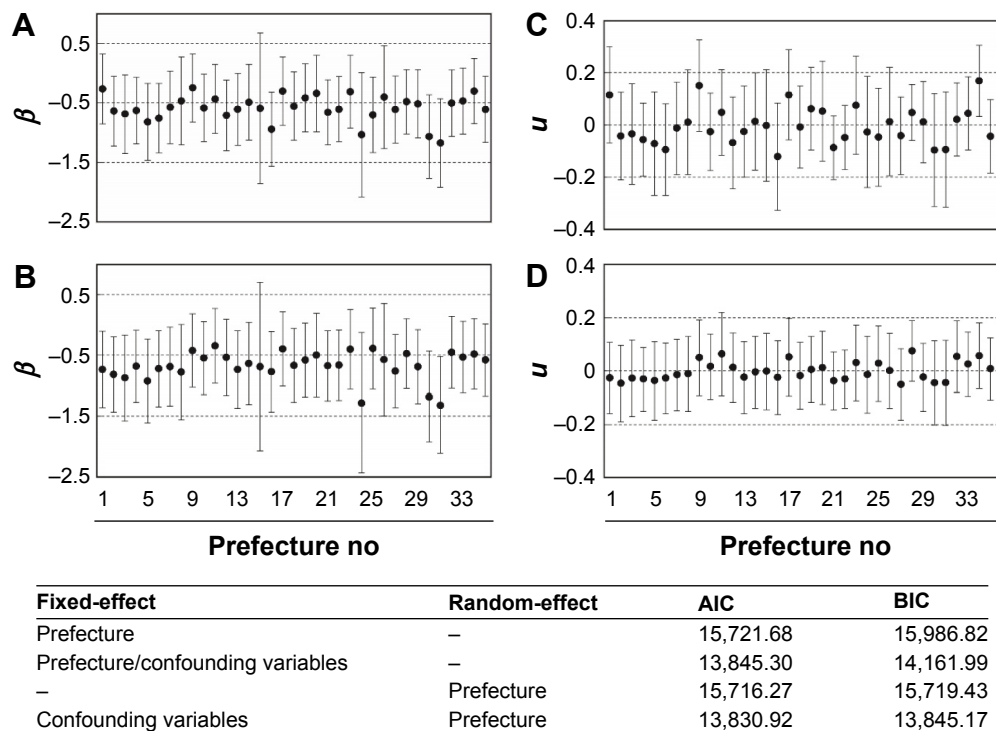 A
0.5
–0.5
–1.5
–2.5
β
B
0.5
–0.5
–1.5
–2.5
β
1 5 9 13 17 21 25 29 33
Prefecture no
C
0.4
0.2
0
–0.2
–0.4
u
D
0.4
0.2
0
–0.2
–0.4
u
1 5 9 13 17 21 25 29 33
Prefecture no
Fixed-effect Random-effect AIC BIC
Prefecture – 15,721.68 15,986.82
Prefecture/confounding variables – 13,845.30 14,161.99
– Prefecture 15,716.27 15,719.43
Confounding variables Prefecture 13,830.92 13,845.17